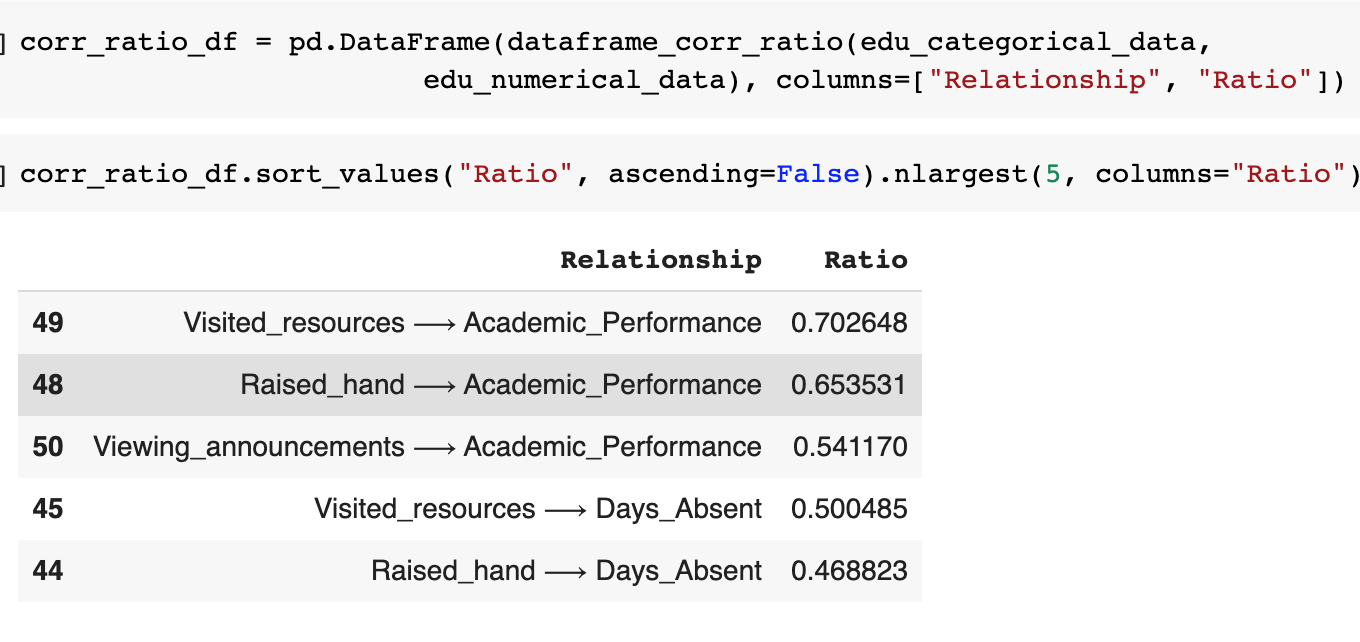 ] corr_ratio_df = pd.DataFrame(dataframe_corr_ratio(edu_categorical_data,
edu_numerical_data), columns=["Relationship", "Ratio"])
] corr_ratio_df.sort_values("Ratio", ascending=False).nlargest(5, columns="Ratio")
Relationship Ratio
49 Visited_resources ⟶ Academic_Performance 0.702648
48 Raised_hand ⟶ Academic_Performance 0.653531
50 Viewing_announcements ⟶ Academic_Performance 0.541170
45 Visited_resources ⟶ Days_Absent 0.500485
44 Raised_hand ⟶ Days_Absent 0.468823